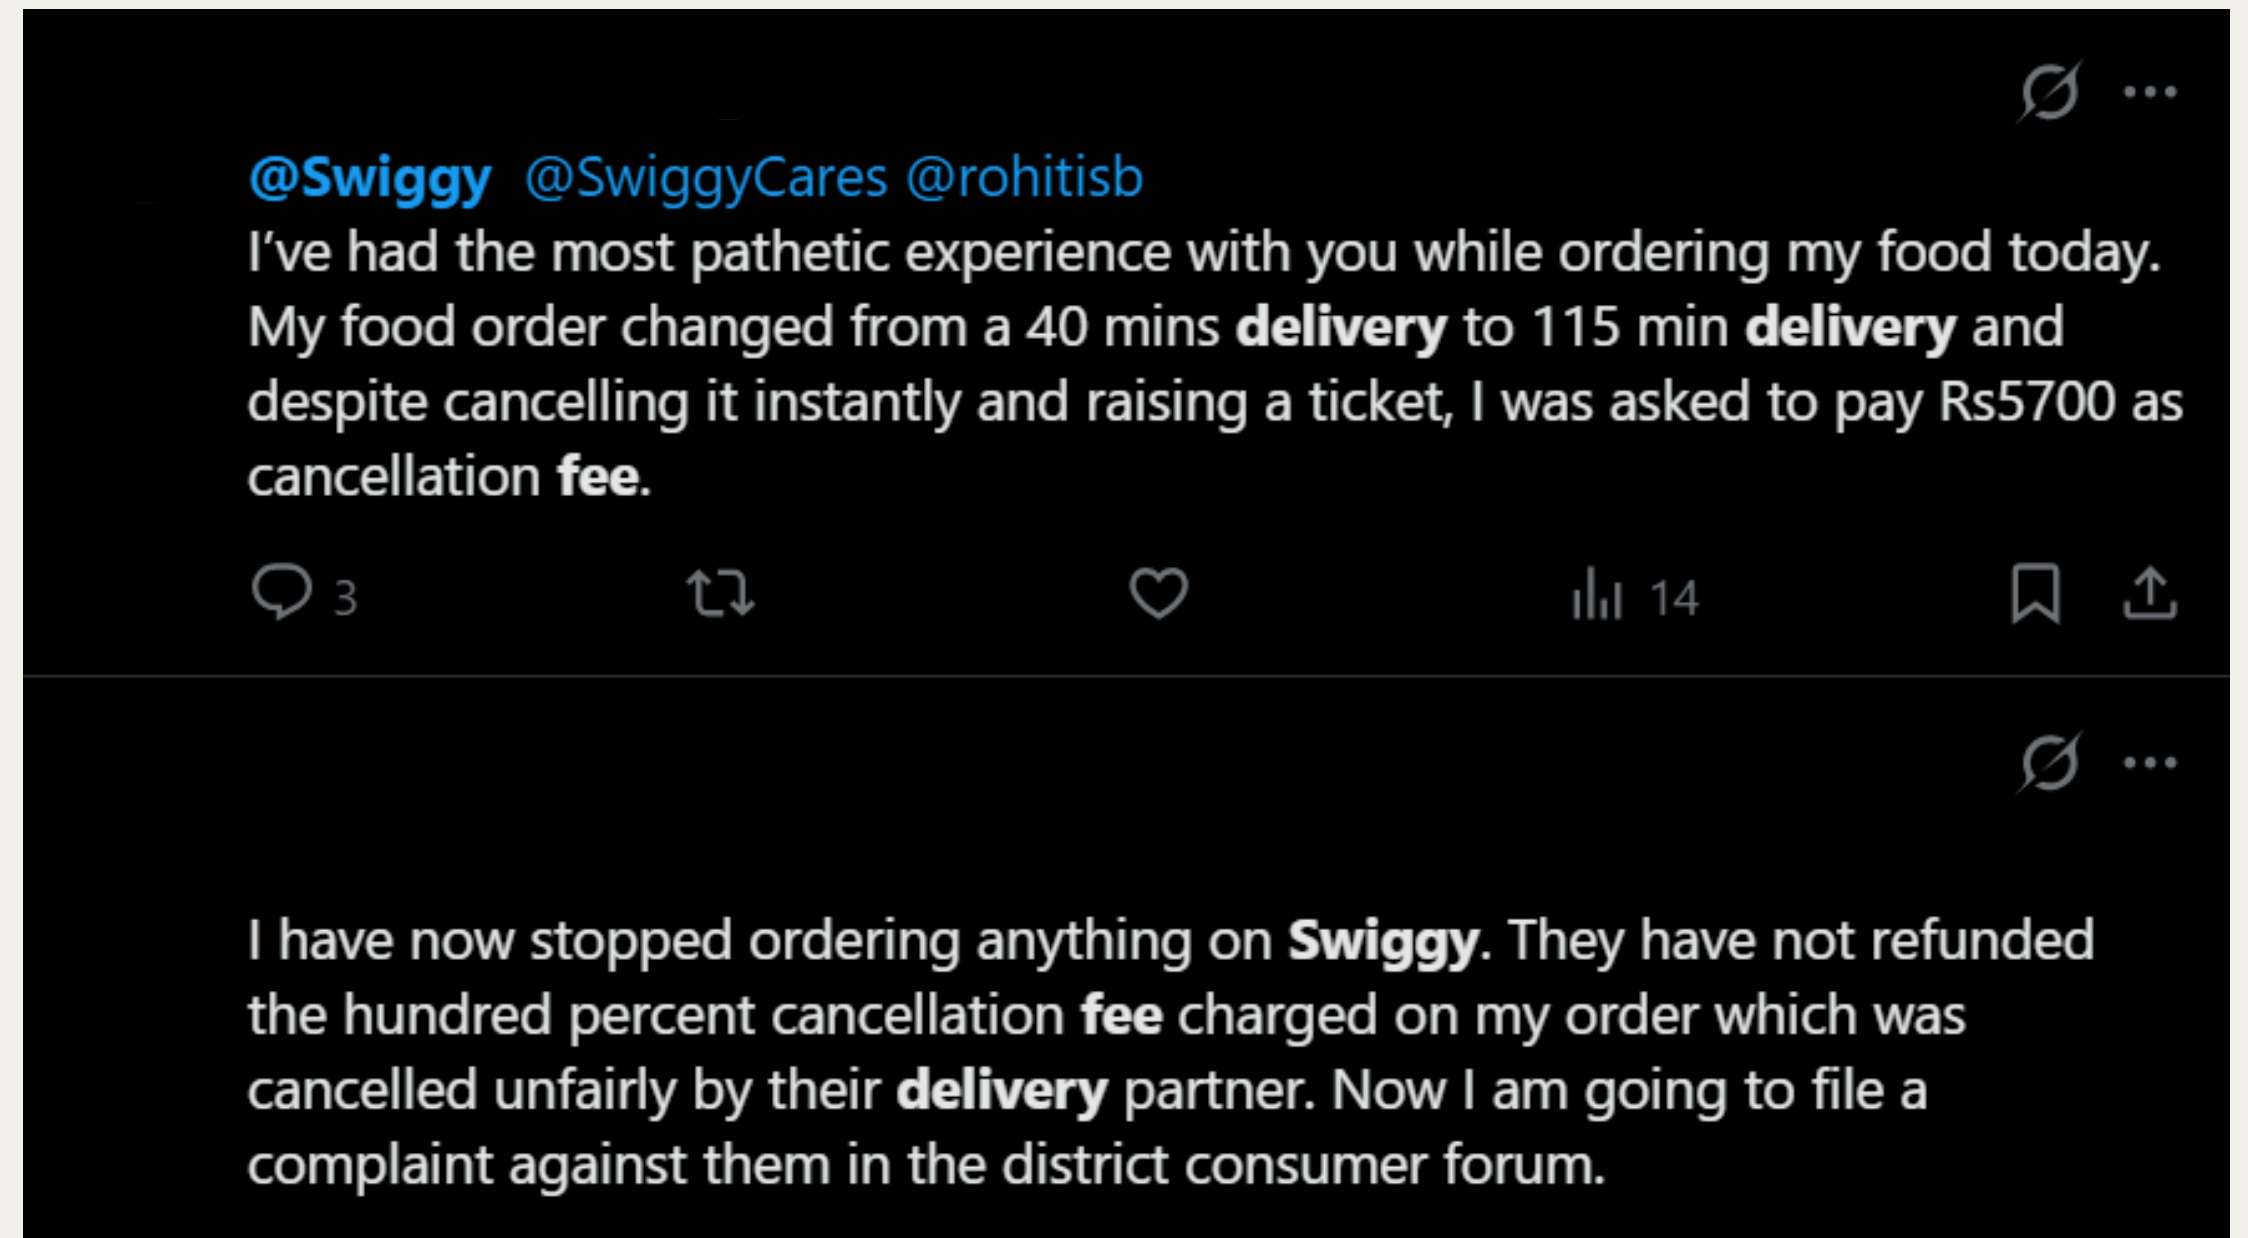 @Swiggy @SwiggyCares @rohitisb
I’ve had the most pathetic experience with you while ordering my food today.
My food order changed from a 40 mins delivery to 115 min delivery and
despite cancelling it instantly and raising a ticket, I was asked to pay Rs5700 as
cancellation fee.
3 14
I have now stopped ordering anything on Swiggy. They have not refunded
the hundred percent cancellation fee charged on my order which was
cancelled unfairly by their delivery partner. Now I am going to file a
complaint against them in the district consumer forum.